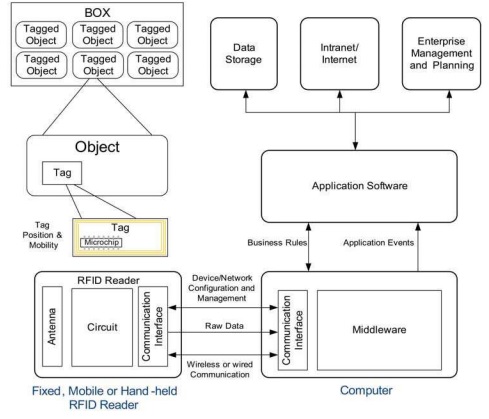 BOX
Tagged
Object
Tagged
Object
Tagged
Object
Tagged
Object
Tagged
Object
Tagged
Object
Object
Tag
Tag
Position &
Mobility
Tag
Microchip
Data
Storage
Intranet/
Internet
Enterprise
Management
and Planning
Application Software
Business Rules
Application Events
RFID Reader
Antenna
Circuit
Communication
Interface
Device/Network
Configuration and
Management
Raw Data
Wireless or wired
Communication
Communication
Interface
Middleware
Fixed, Mobile or Hand-held
RFID Reader
Computer